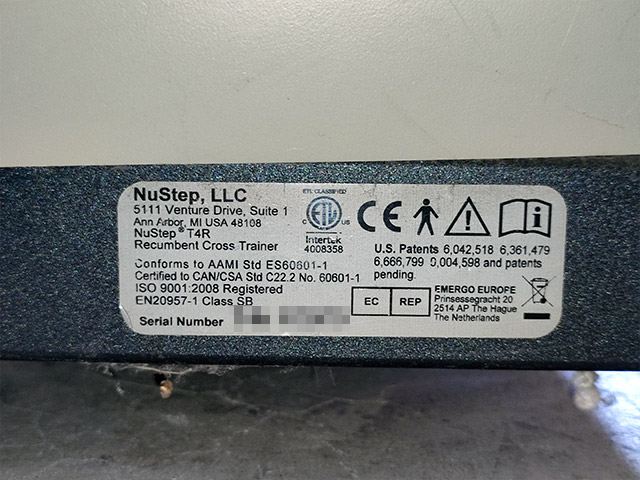 NuStep, LLC
5111 Venture Drive, Suite 1
Ann Arbor, MI USA 48108
NuStep® T4R
Recumbent Cross Trainer
Conforms to AAMI Std ES60601-1
Certified to CAN/CSA Std C22.2 No. 60601-1
ISO 9001:2008 Registered
EN20957-1 Class SB
Serial Number
ETL CLASSIFIED
C ETL US
Intertek
4008358
CE
U.S. Patents 6,042,518 6,361,479
6,666,799 9,004,598 and patents
pending.
EC REP
EMERGO EUROPE
Prinsessegracht 20
2514 AP The Hague
The Netherlands